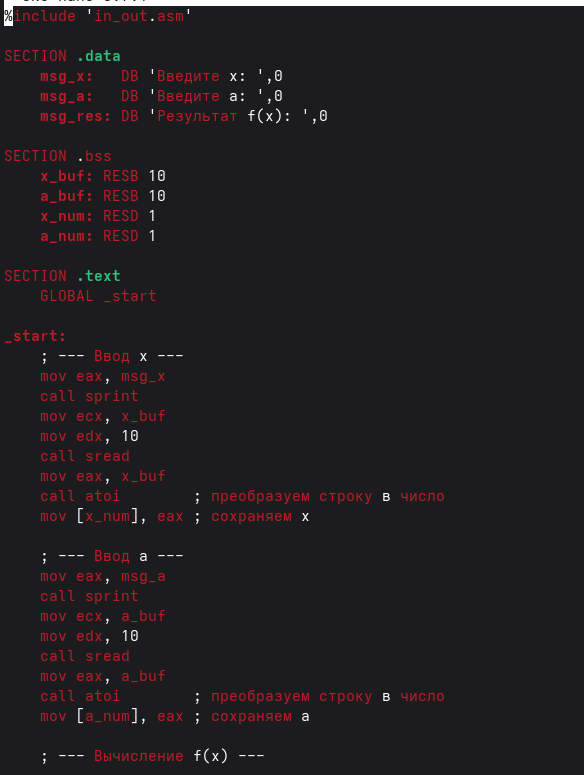 %include 'in_out.asm'
SECTION .data
msg_x: DB 'Введите x: ',0
msg_a: DB 'Введите a: ',0
msg_res: DB 'Результат f(x): ',0
SECTION .bss
x_buf: RESB 10
a_buf: RESB 10
x_num: RESD 1
a_num: RESD 1
SECTION .text
GLOBAL _start
_start:
; --- Ввод x ---
mov eax, msg_x
call sprint
mov ecx, x_buf
mov edx, 10
call sread
mov eax, x_buf
call atoi ; преобразуем строку в число
mov [x_num], eax ; сохраняем x
; --- Ввод a ---
mov eax, msg_a
call sprint
mov ecx, a_buf
mov edx, 10
call sread
mov eax, a_buf
call atoi ; преобразуем строку в число
mov [a_num], eax ; сохраняем a
; --- Вычисление f(x) ---